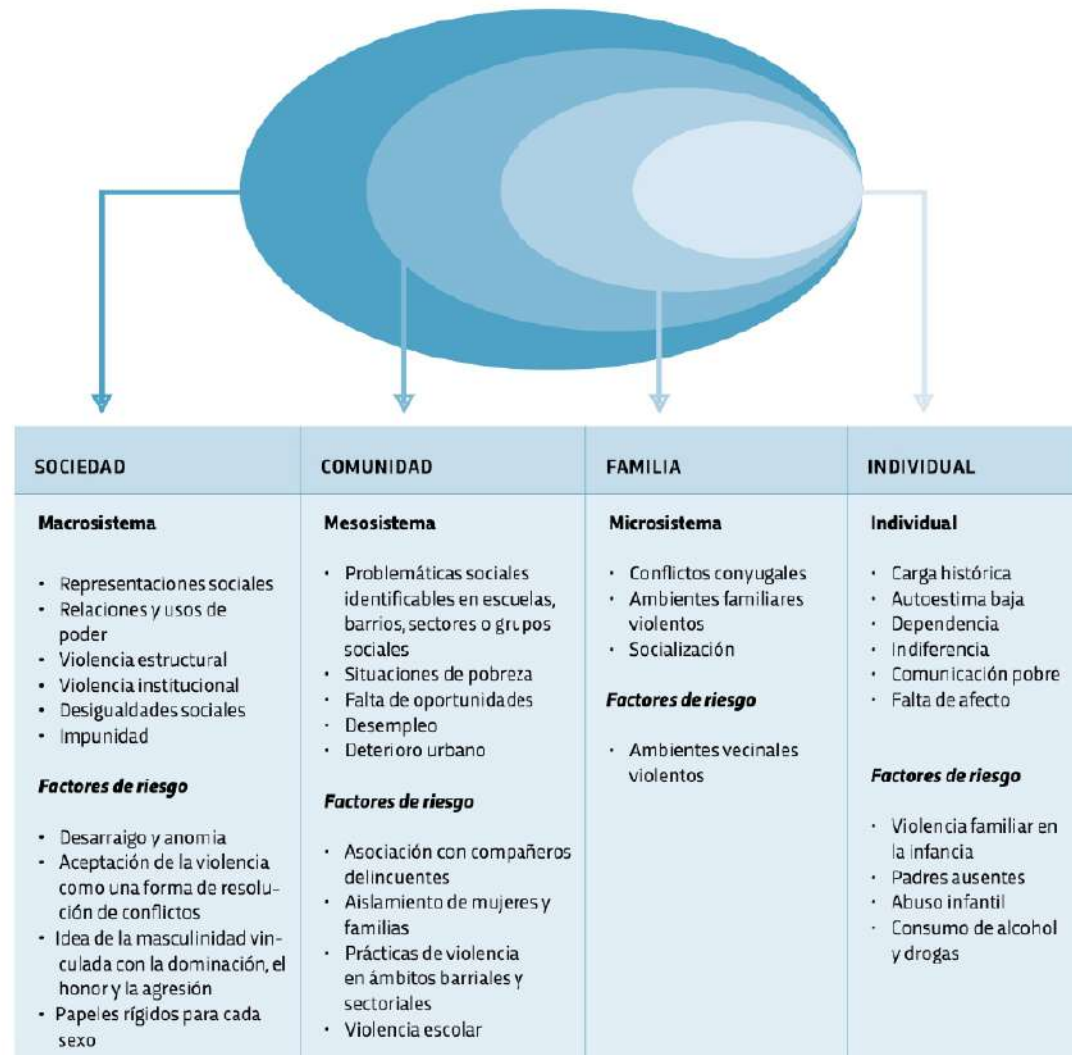 SOCIEDAD
Macrosistema
• Representaciones sociales
• Relaciones y usos de
poder
• Violencia estructural
• Violencia institucional
• Desigualdades sociales
• Impunidad
Factores de riesgo
• Desarraigo y anomia
• Aceptación de la violencia
como una forma de resolu-
ción de conflictos
• Idea de la masculinidad vin-
culada con la dominación, el
honor y la agresión
• Papeles rígidos para cada
sexo
COMUNIDAD
Mesosistema
• Problemáticas sociales
identificables en escuelas,
barrios, sectores o grupos
sociales
• Situaciones de pobreza
• Falta de oportunidades
• Desempleo
• Deterioro urbano
Factores de riesgo
• Asociación con compañeros
delincuentes
• Aislamiento de mujeres y
familias
• Prácticas de violencia
en ámbitos barriales y
sectoriales
• Violencia escolar
FAMILIA
Microsistema
• Conflictos conyugales
• Ambientes familiares
violentos
• Socialización
Factores de riesgo
• Ambientes vecinales
violentos
INDIVIDUAL
Individual
• Carga histórica
• Autoestima baja
• Dependencia
• Indiferencia
• Comunicación pobre
• Falta de afecto
Factores de riesgo
• Violencia familiar en
la infancia
• Padres ausentes
• Abuso infantil
• Consumo de alcohol
y drogas